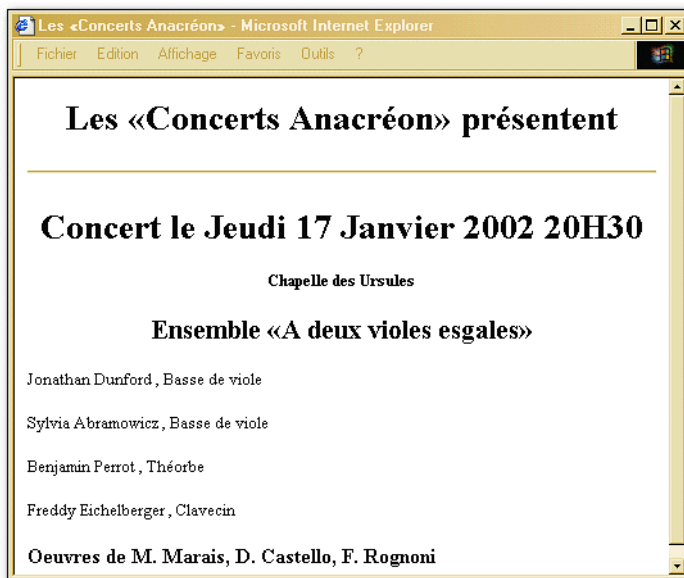 Les «Concerts Anacréon» - Microsoft Internet Explorer
Fichier Edition Affichage Favoris Outils ?
Les «Concerts Anacréon» présentent
Concert le Jeudi 17 Janvier 2002 20H30
Chapelle des Ursules
Ensemble «A deux violes esgales»
Jonathan Dunford , Basse de viole
Sylvia Abramowicz , Basse de viole
Benjamin Perrot , Théorbe
Freddy Eichelberger , Clavecin
Oeuvres de M. Marais, D. Castello, F. Rognoni